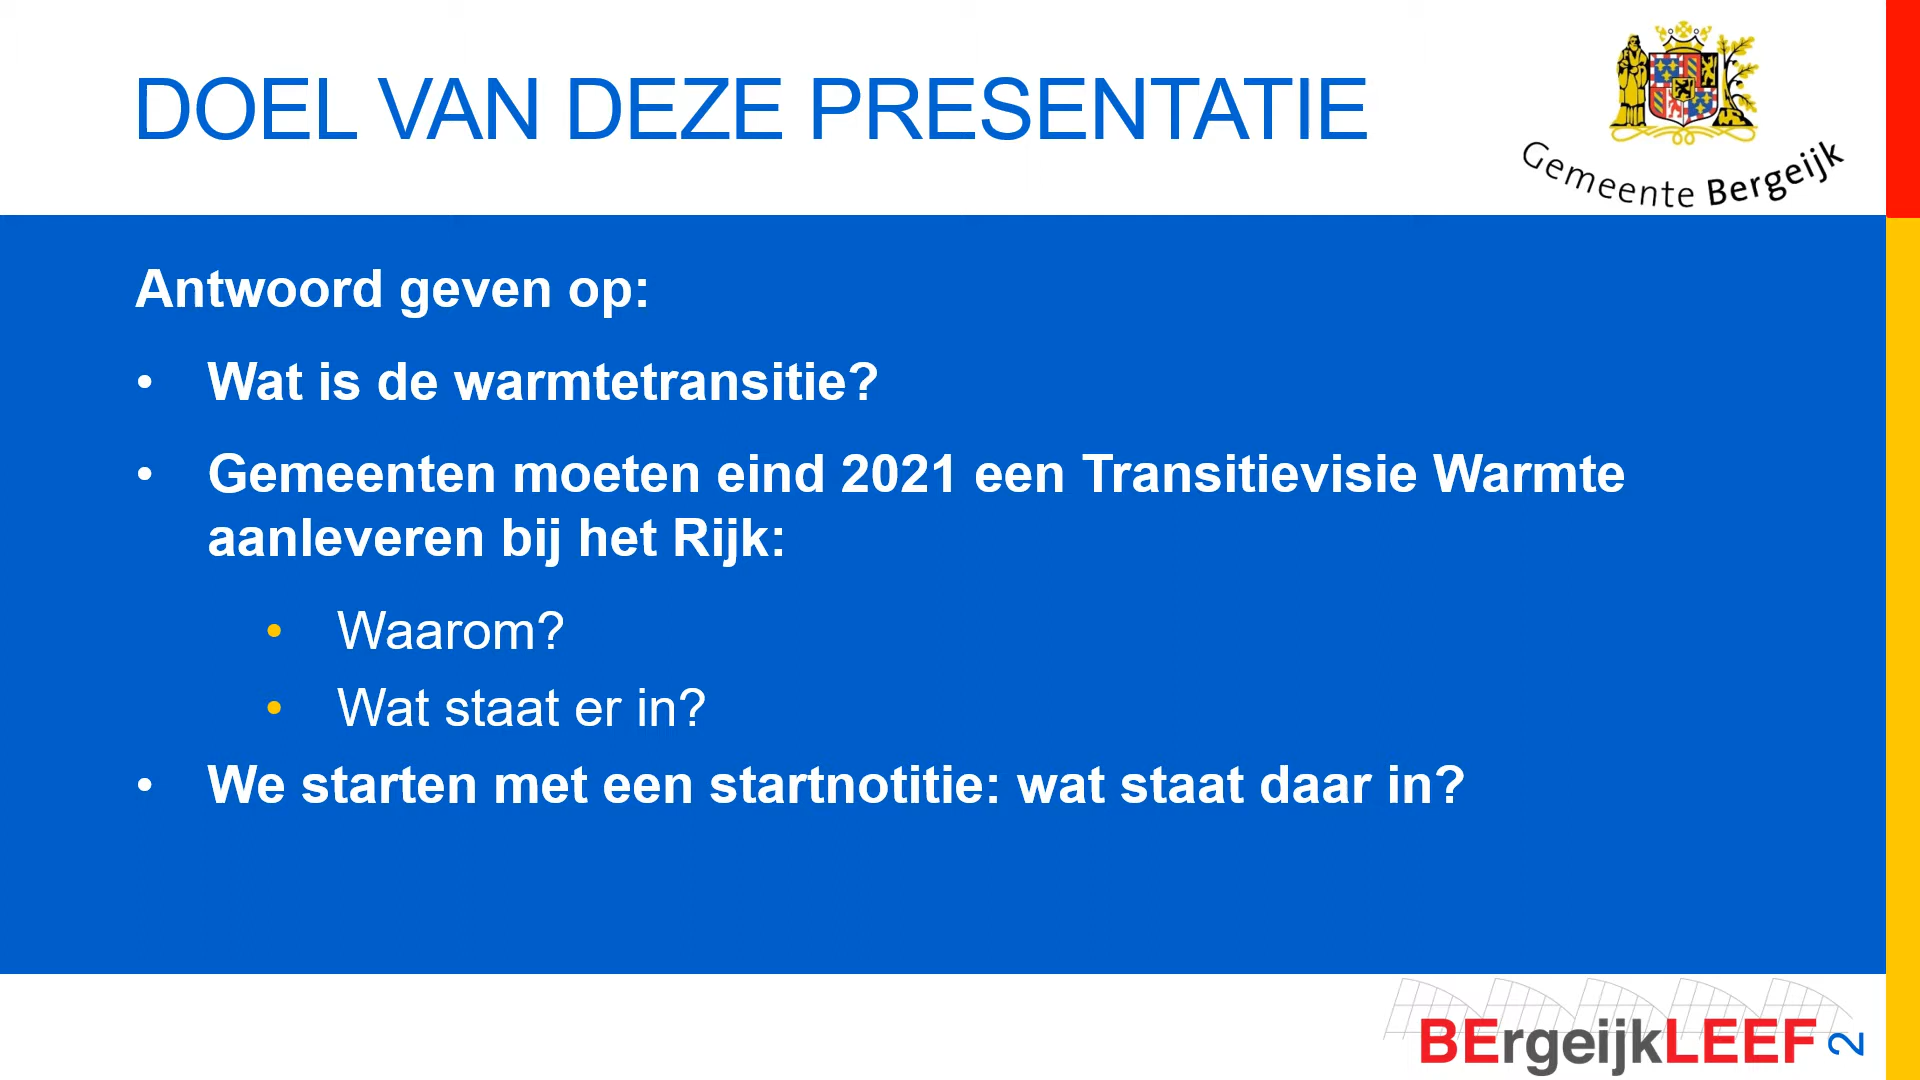 DOEL VAN DEZE PRESENTATIE
Gemeente Bergeijk
Antwoord geven op:
• Wat is de warmtetransitie?
• Gemeenten moeten eind 2021 een Transitievisie Warmte
aanleveren bij het Rijk:
• Waarom?
• Wat staat er in?
• We starten met een startnotitie: wat staat daar in?
BErgeijkLEEF
2